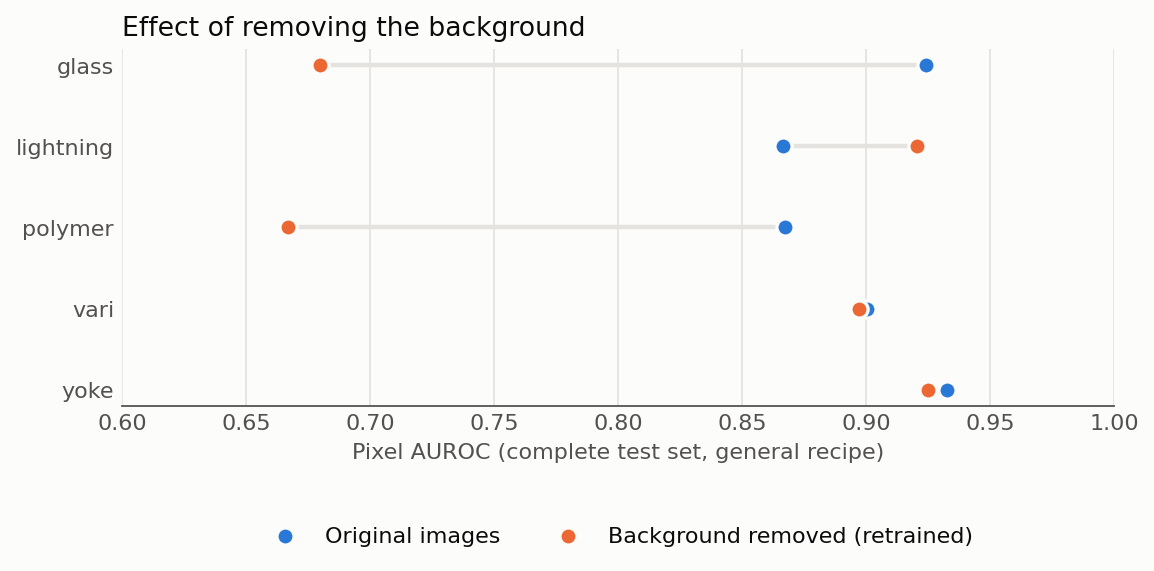 Effect of removing the background
glass
lightning
polymer
vari
yoke
0.60 0.65 0.70 0.75 0.80 0.85 0.90 0.95 1.00
Pixel AUROC (complete test set, general recipe)
Original images Background removed (retrained)